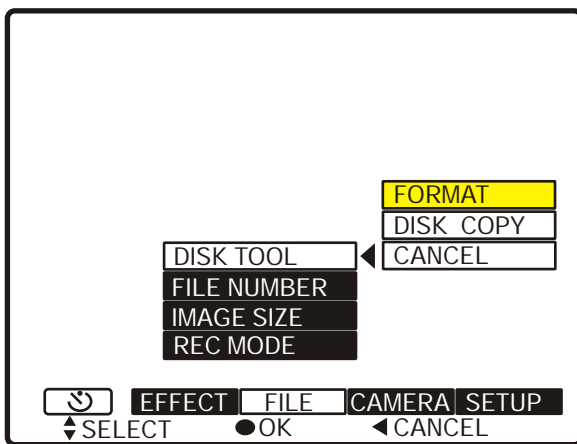 FORMAT
DISK COPY
DISK TOOL
CANCEL
FILE NUMBER
IMAGE SIZE
REC MODE
EFFECT FILE CAMERA SETUP
SELECT OK CANCEL